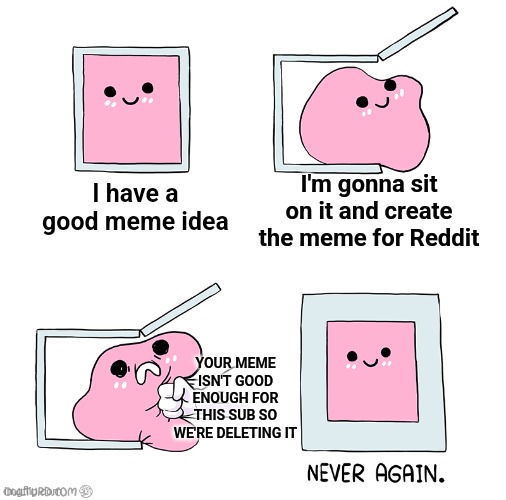 I have a
good meme idea
I'm gonna sit
on it and create
the meme for Reddit
YOUR MEME
ISN'T GOOD
ENOUGH FOR
THIS SUB SO
WE'RE DELETING IT
NEVER AGAIN.